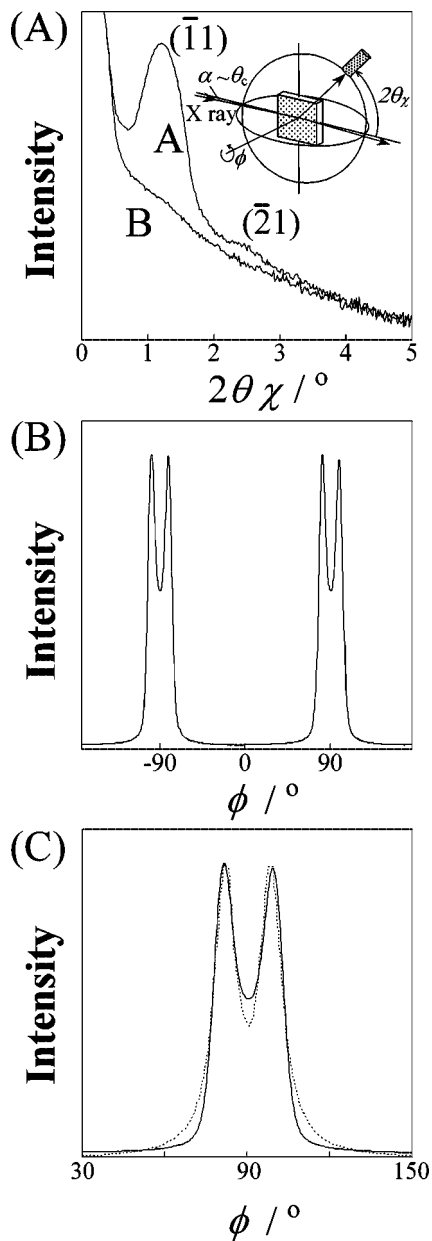 (A)
(1̄1)
α~θc
X ray
2θχ
φ
A
B
(2̄1)
Intensity
0 1 2 3 4 5
2θχ / °
(B)
Intensity
-90 0 90
φ / °
(C)
Intensity
30 90 150
φ / °